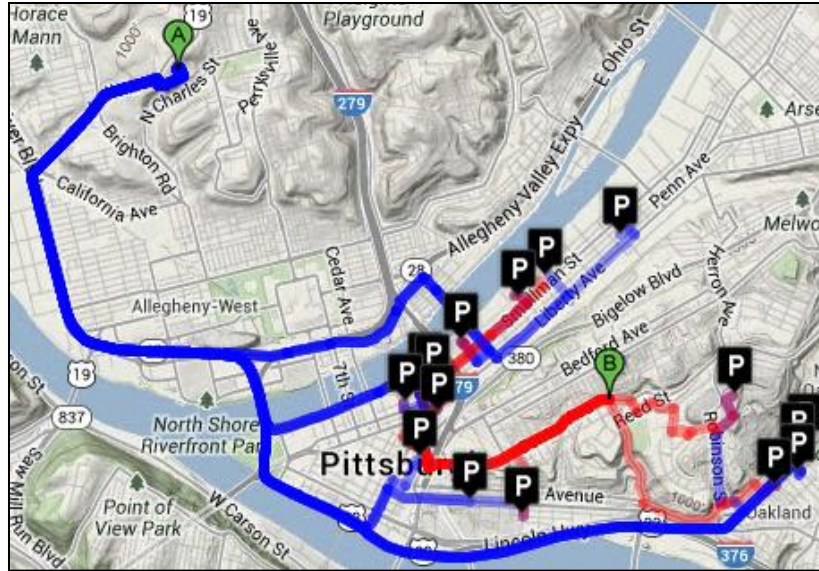 Horace
Mann
1000'
19
A
Playground
N Charles St
Perrysville Ave
279
E Ohio St
Brighton Rd
California Ave
Allegheny Valley Expy
Arse
P
Penn Ave
Melwo
Cedar Ave
28
P
P
Smallman St
Liberty Ave
Herron Ave
Bigelow Blvd
Allegheny-West
P
Bedford Ave
380
P
P
P
79
B
P
19
7th S
Reed St
837
North Shore
Riverfront Park
P
Robinson St
P
P
Pittsbu
P
P
P
Avenue
1000'
Oakland
Point of
View Park
W Carson St
Saw Mill Run Blvd
Lincoln Hwy
376